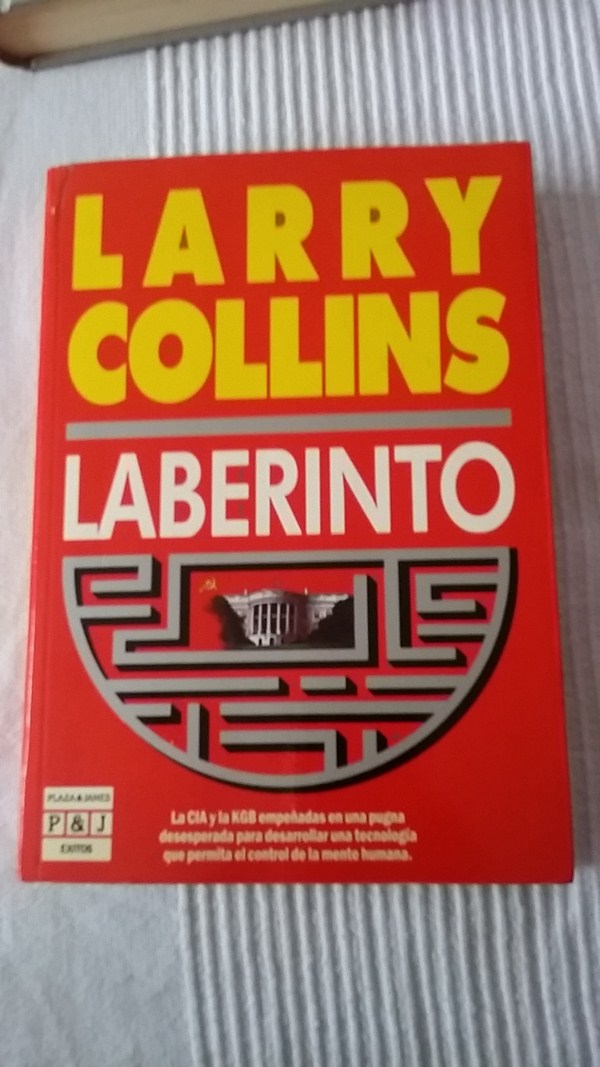 LARRY
COLLINS
LABERINTO
PLAZA & JANES
P & J
EXITOS
La CIA y la KGB empeñadas en una pugna
desesperada para desarrollar una tecnología
que permita el control de la mente humana.